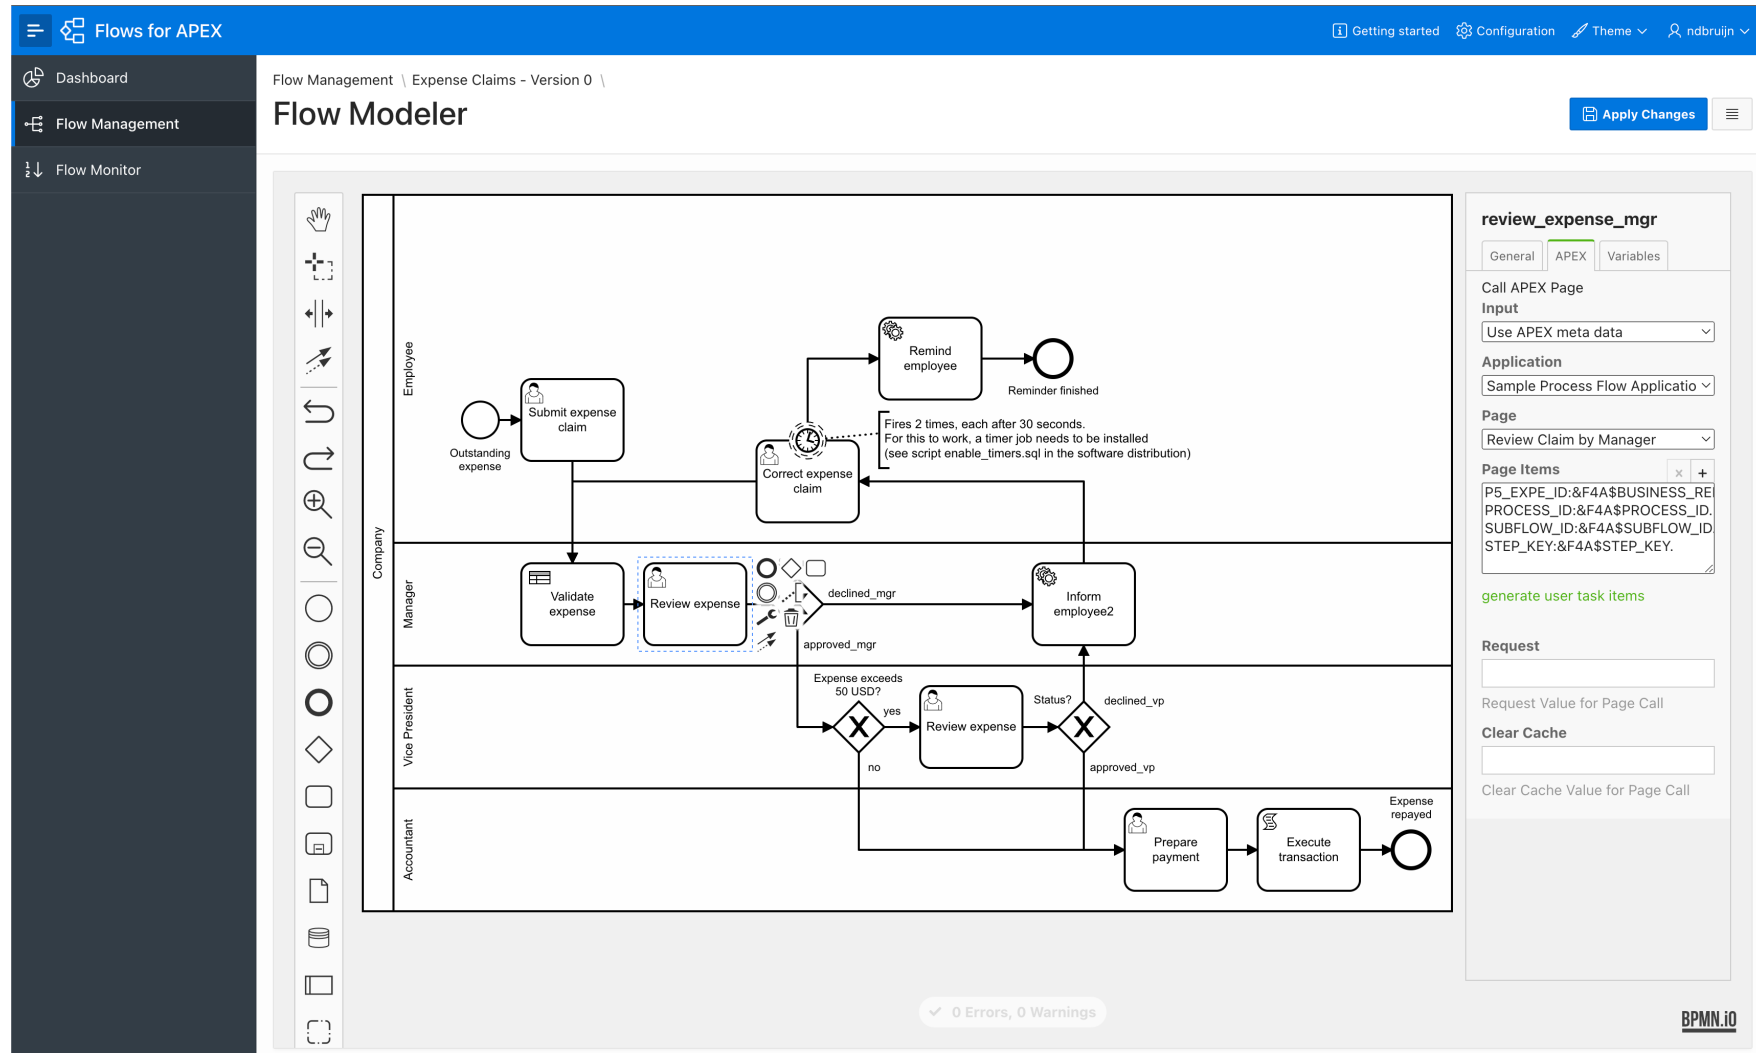 Flows for APEX
Getting started
Configuration
Theme
ndbruijn
Dashboard
Flow Management
Flow Monitor
Flow Management \ Expense Claims - Version 0 \
Flow Modeler
Apply Changes
Company
Employee
Manager
Vice President
Accountant
Outstanding
expense
Submit expense
claim
Remind
employee
Reminder finished
Fires 2 times, each after 30 seconds.
For this to work, a timer job needs to be installed
(see script enable_timers.sql in the software distribution)
Correct expense
claim
Validate
expense
Review expense
declined_mgr
approved_mgr
Inform
employee2
Expense exceeds
50 USD?
yes
no
Review expense
Status?
declined_vp
approved_vp
Prepare
payment
Execute
transaction
Expense
repayed
0 Errors, 0 Warnings
review_expense_mgr
General
APEX
Variables
Call APEX Page
Input
Use APEX meta data
Application
Sample Process Flow Applicatio
Page
Review Claim by Manager
Page Items
x +
P5_EXPE_ID:&F4A$BUSINESS_REF
PROCESS_ID:&F4A$PROCESS_ID.
SUBFLOW_ID:&F4A$SUBFLOW_ID.
STEP_KEY:&F4A$STEP_KEY.
generate user task items
Request
Request Value for Page Call
Clear Cache
Clear Cache Value for Page Call
BPMN.iO